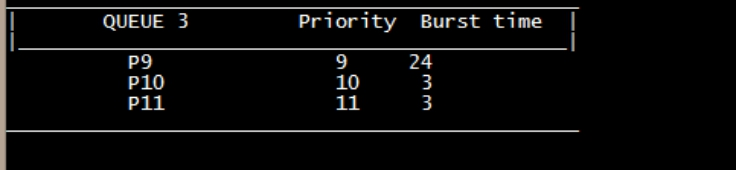 QUEUE 3 Priority Burst time
P9 9 24
P10 10 3
P11 11 3